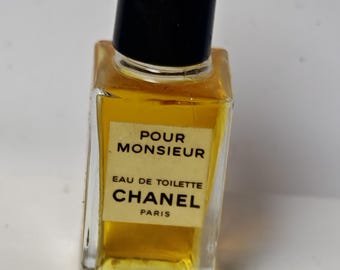 POUR
MONSIEUR
EAU DE TOILETTE
CHANEL
PARIS